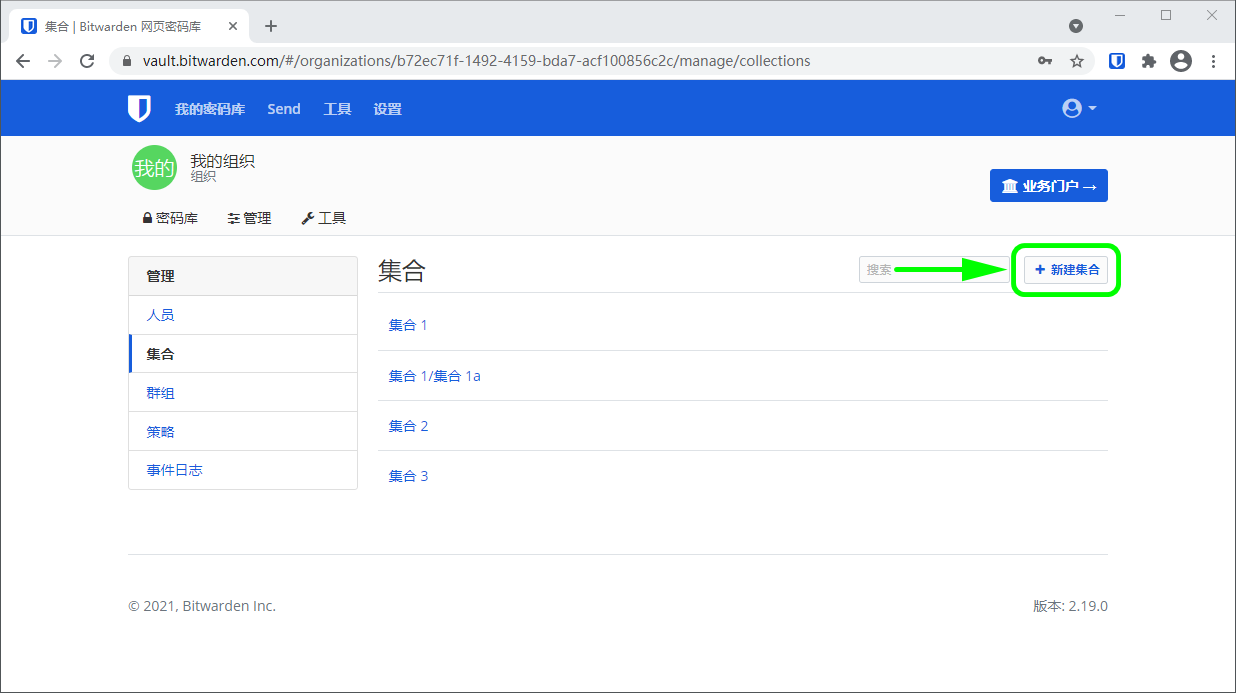 集合 | Bitwarden 网页密码库
vault.bitwarden.com/#/organizations/b72ec71f-1492-4159-bda7-acf100856c2c/manage/collections
我的密码库 Send 工具 设置
我的 我的组织
组织
业务门户 →
密码库 管理 工具
管理
人员
集合
群组
策略
事件日志
集合
搜索
+ 新建集合
集合 1
集合 1/集合 1a
集合 2
集合 3
© 2021, Bitwarden Inc.
版本: 2.19.0